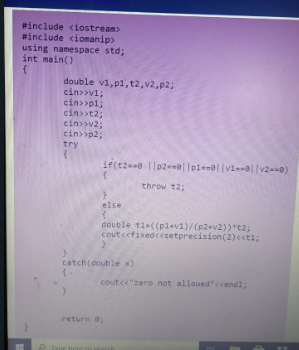 #include <iostream>
#include <iomanip>
using namespace std;
int main()
{
double v1,p1,t2,v2,p2;
cin>>v1;
cin>>p1;
cin>>t2;
cin>>v2;
cin>>p2;
try
{
if(t2==0 ||p2==0||p1==0||v1==0||v2==0)
{
throw t2;
}
else
{
double t1=((p1*v1)/(p2*v2))*t2;
cout<<fixed<<setprecision(2)<<t1;
}
}
catch(double x)
{
cout<<"zero not allowed"<<endl;
}
return 0;
}
Type here to search